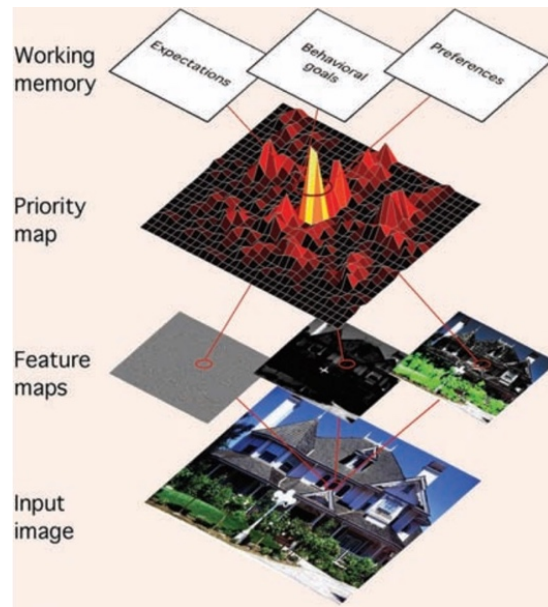 Working
memory
Expectations
Behavioral
goals
Preferences
Priority
map
Feature
maps
Input
image